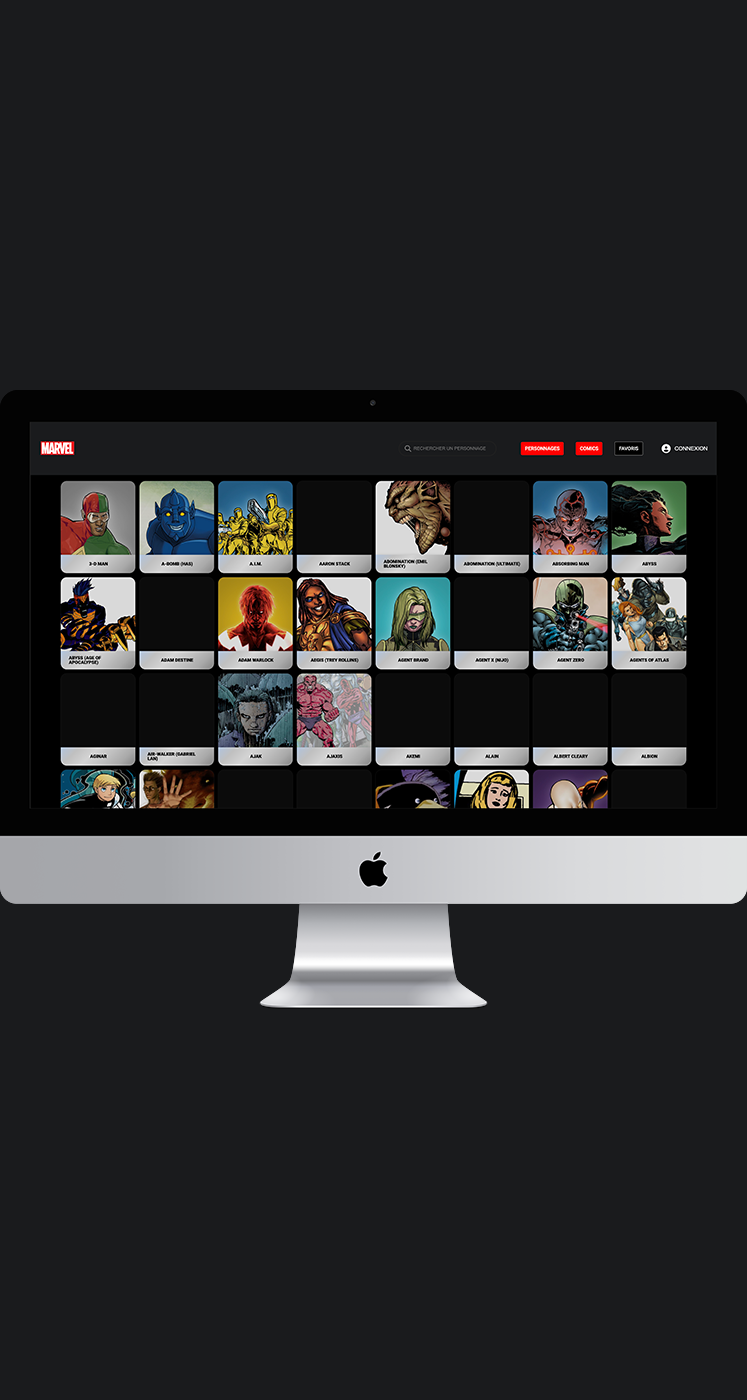 MARVEL
RECHERCHER UN PERSONNAGE
PERSONNAGES
COMICS
FAVORIS
CONNEXION
3-D MAN
A-BOMB (HAS)
A.I.M.
AARON STACK
ABOMINATION (EMIL
BLONSKY)
ABOMINATION (ULTIMATE)
ABSORBING MAN
ABYSS
ABYSS (AGE OF
APOCALYPSE)
ADAM DESTINE
ADAM WARLOCK
AEGIS (TREY ROLLINS)
AGENT BRAND
AGENT X (NIJO)
AGENT ZERO
AGENTS OF ATLAS
AGINAR
AIR-WALKER (GABRIEL
LAN)
AJAK
AJAXIS
AKEMI
ALAIN
ALBERT CLEARY
ALBION